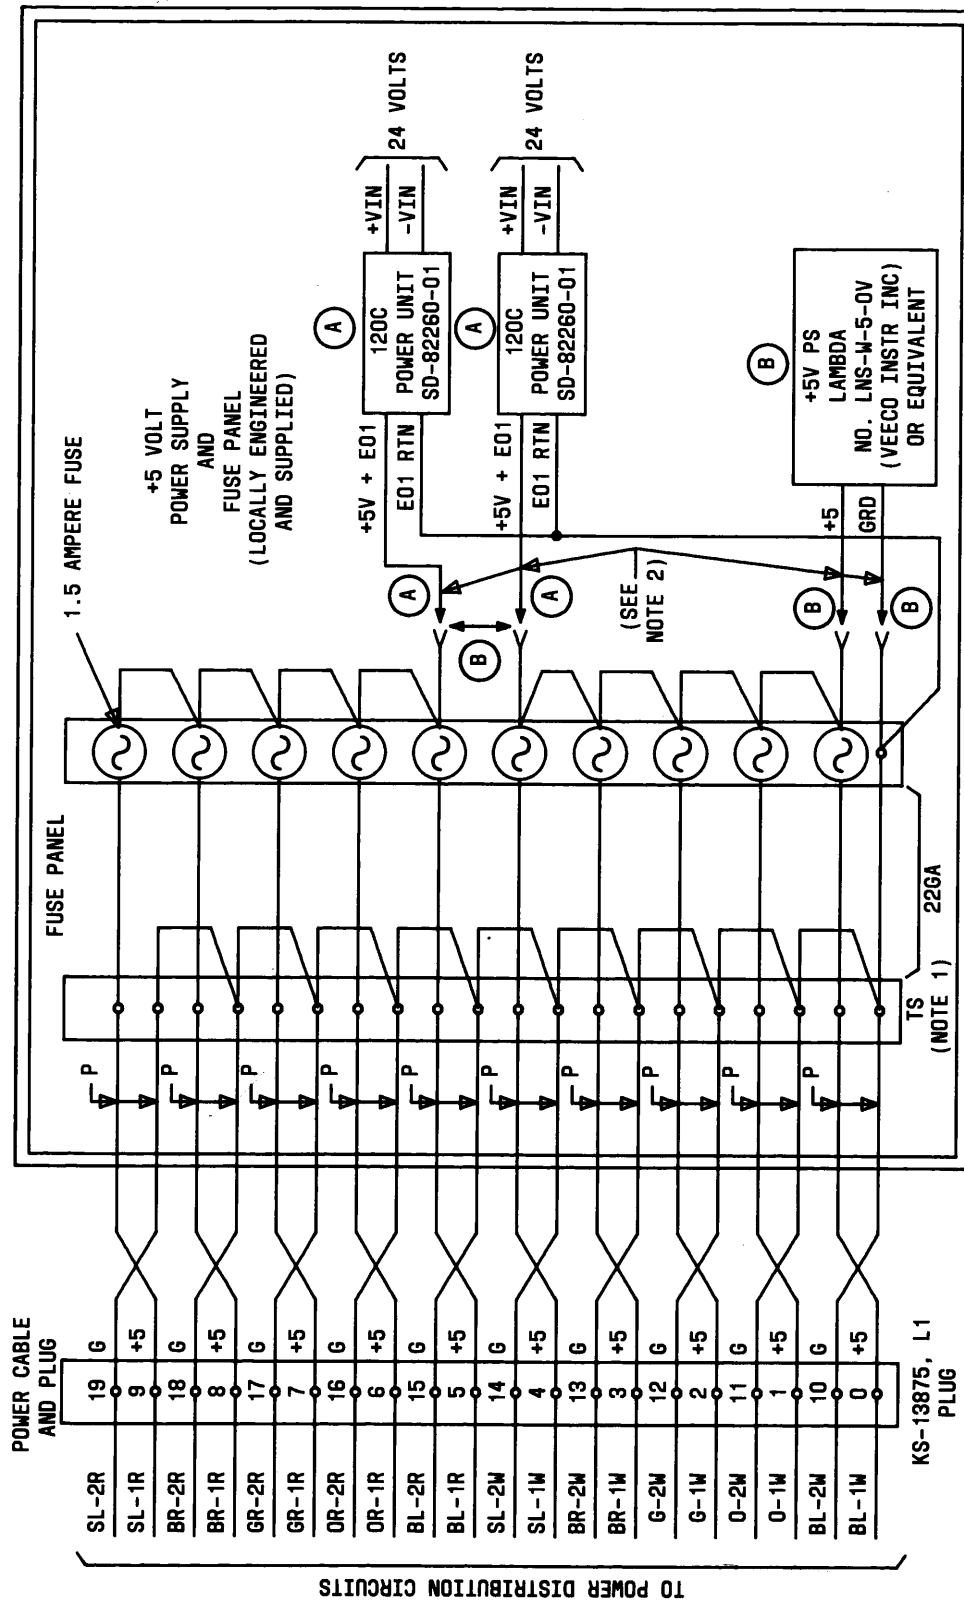 POWER CABLE
AND PLUG
SL-2R 19 G
SL-1R 9 +5
BR-2R 18 G
BR-1R 8 +5
GR-2R 17 G
GR-1R 7 +5
OR-2R 16 G
OR-1R 6 +5
BL-2R 15 G
BL-1R 5 +5
SL-2W 14 G
SL-1W 4 +5
BR-2W 13 G
BR-1W 3 +5
G-2W 12 G
G-1W 2 +5
O-2W 11 G
O-1W 1 +5
BL-2W 10 G
BL-1W 0 +5
TO POWER DISTRIBUTION CIRCUITS
KS-13875, L1
PLUG
P
P
P
P
P
P
P
P
P
P
TS
(NOTE 1)
22GA
FUSE PANEL
1.5 AMPERE FUSE
+5 VOLT
POWER SUPPLY
AND
FUSE PANEL
(LOCALLY ENGINEERED
AND SUPPLIED)
A
B
A
(SEE
NOTE 2)
B
B
+5V + E01
E01 RTN
A
120C
POWER UNIT
SD-82260-01
+VIN
-VIN
24 VOLTS
+5V + E01
E01 RTN
A
120C
POWER UNIT
SD-82260-01
+VIN
-VIN
24 VOLTS
+5
GRD
B
+5V PS
LAMBDA
NO. LNS-W-5-OV
(VEECO INSTR INC)
OR EQUIVALENT